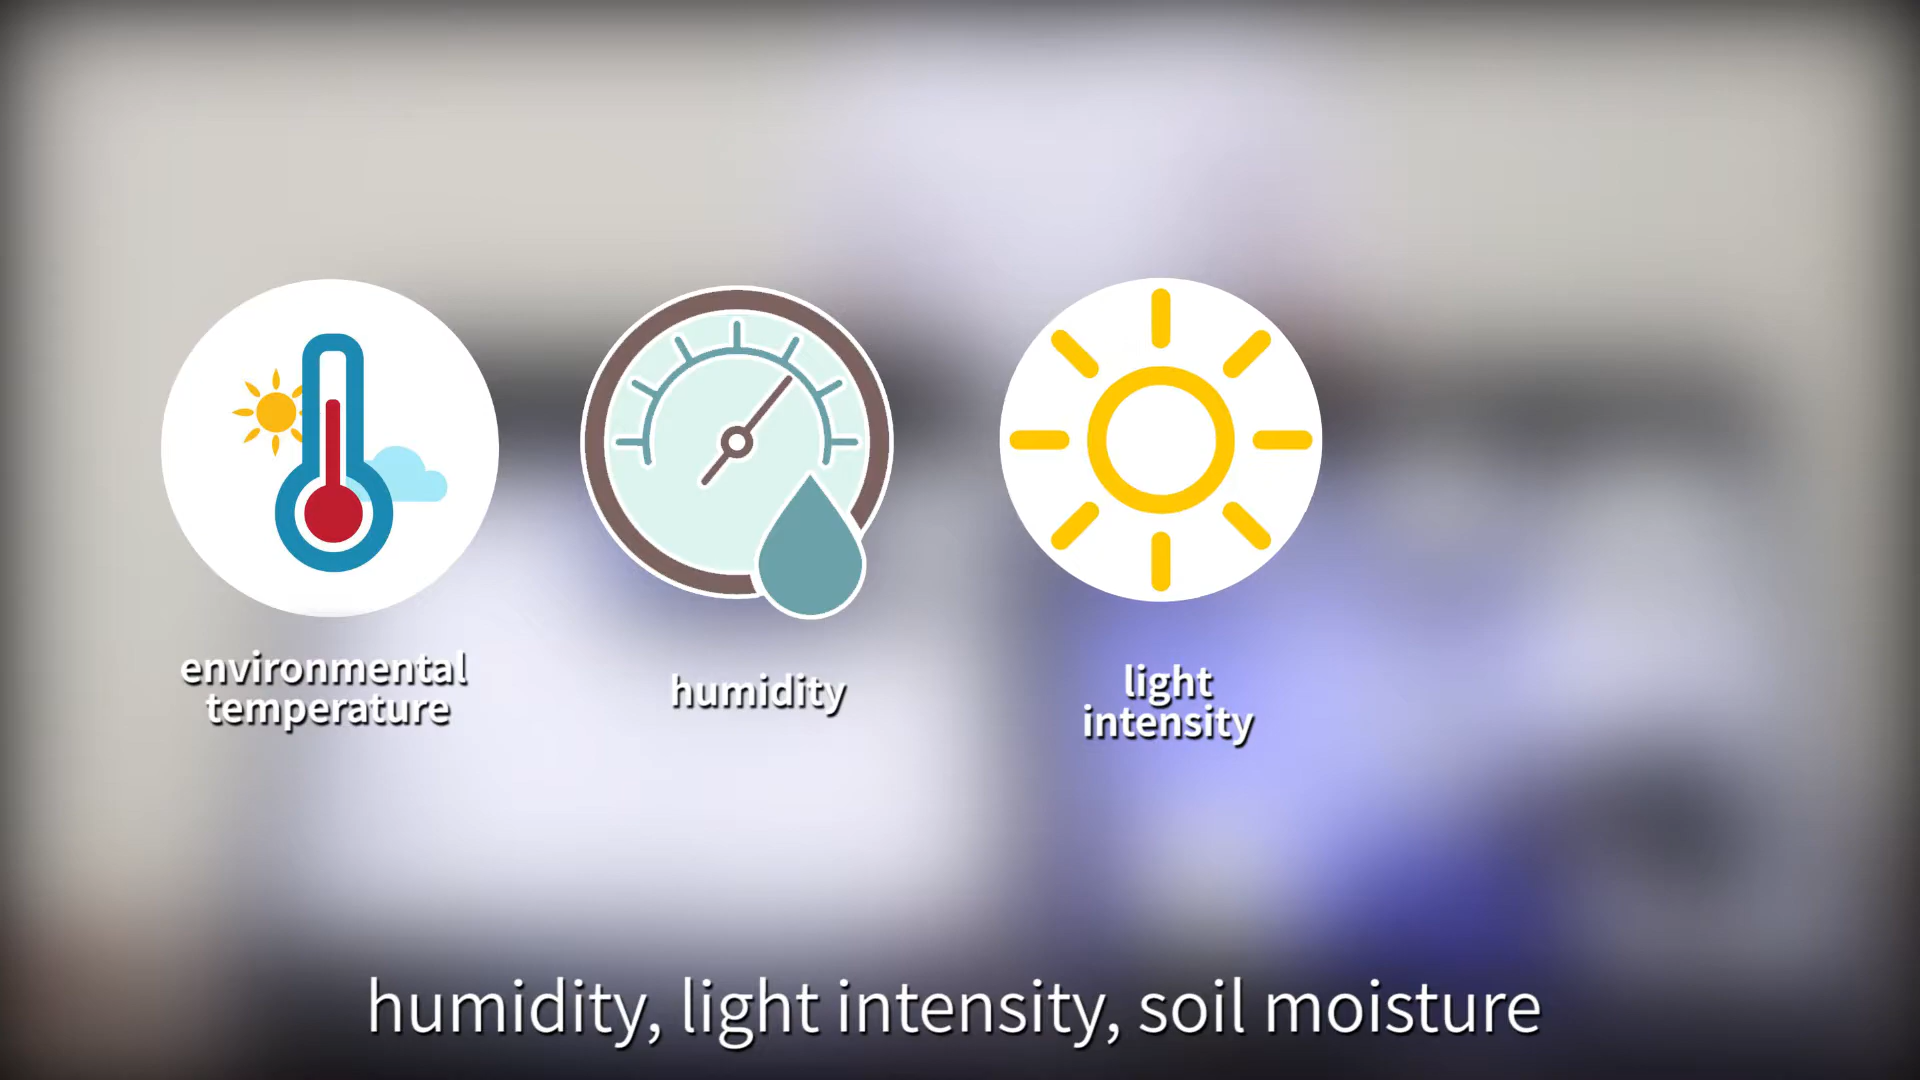 environmental
temperature
humidity
light
intensity
humidity, light intensity, soil moisture